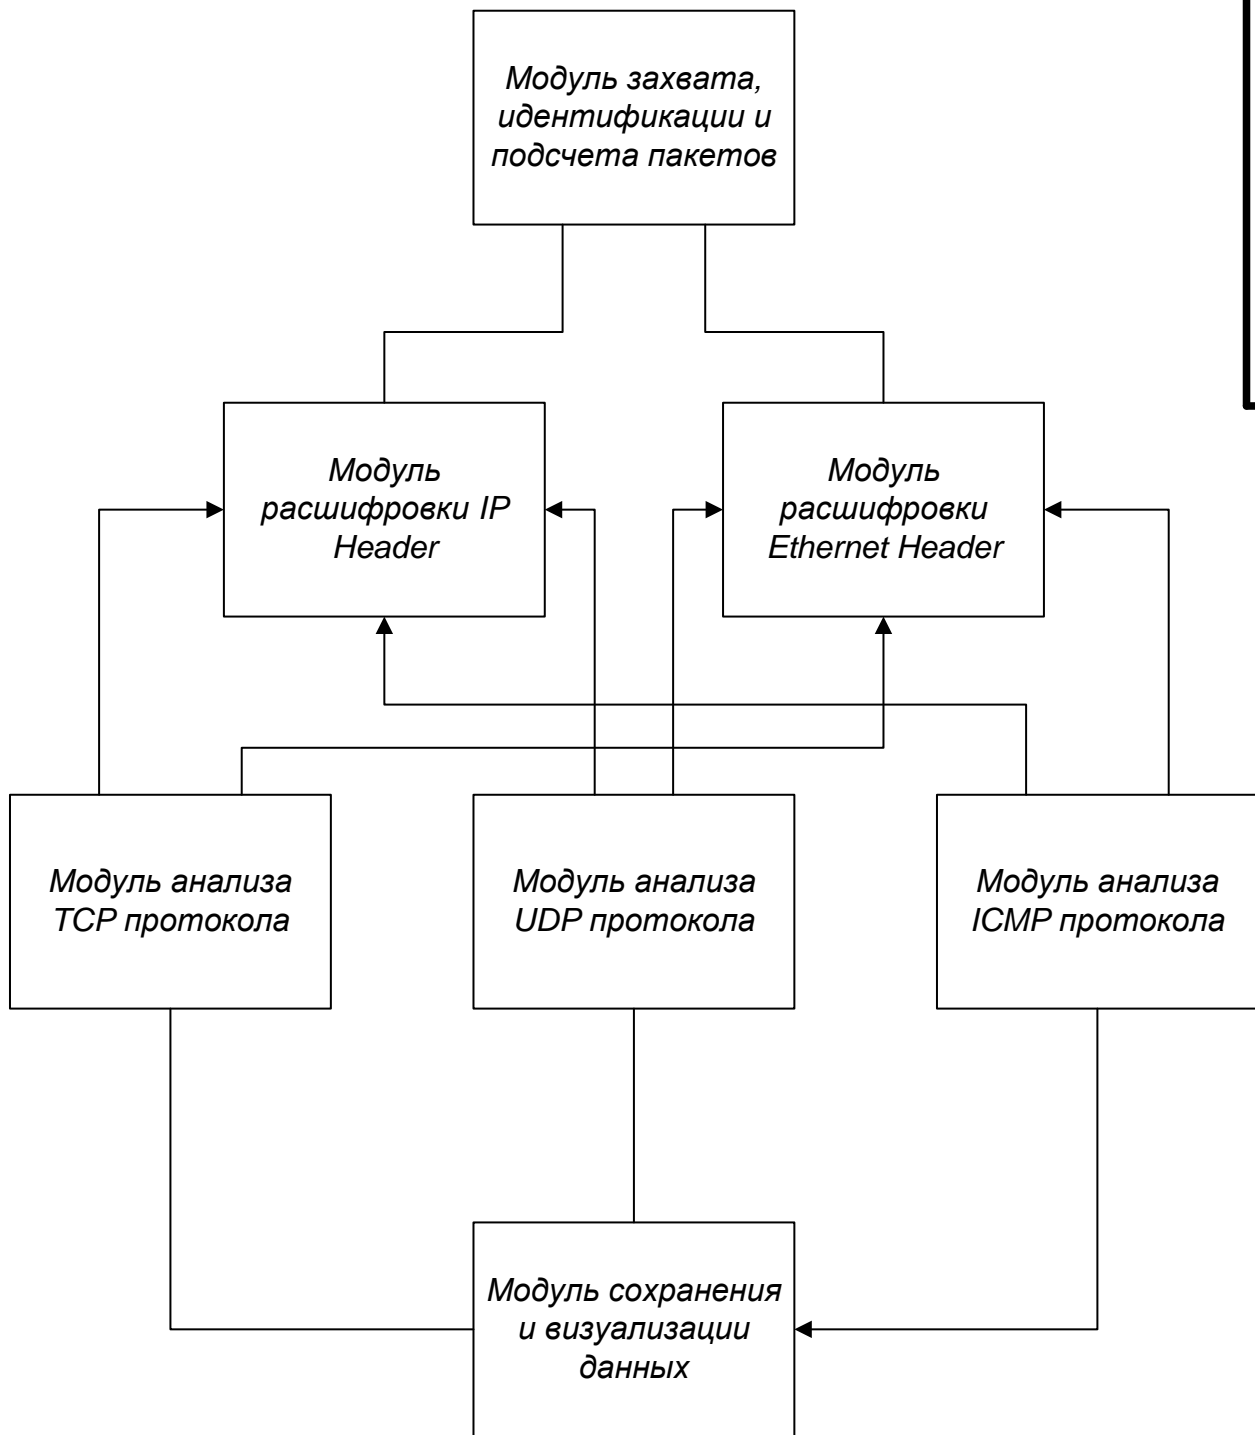 Модуль захвата,
идентификации и
подсчета пакетов
Модуль
расшифровки IP
Header
Модуль
расшифровки
Ethernet Header
Модуль анализа
TCP протокола
Модуль анализа
UDP протокола
Модуль анализа
ICMP протокола
Модуль сохранения
и визуализации
данных